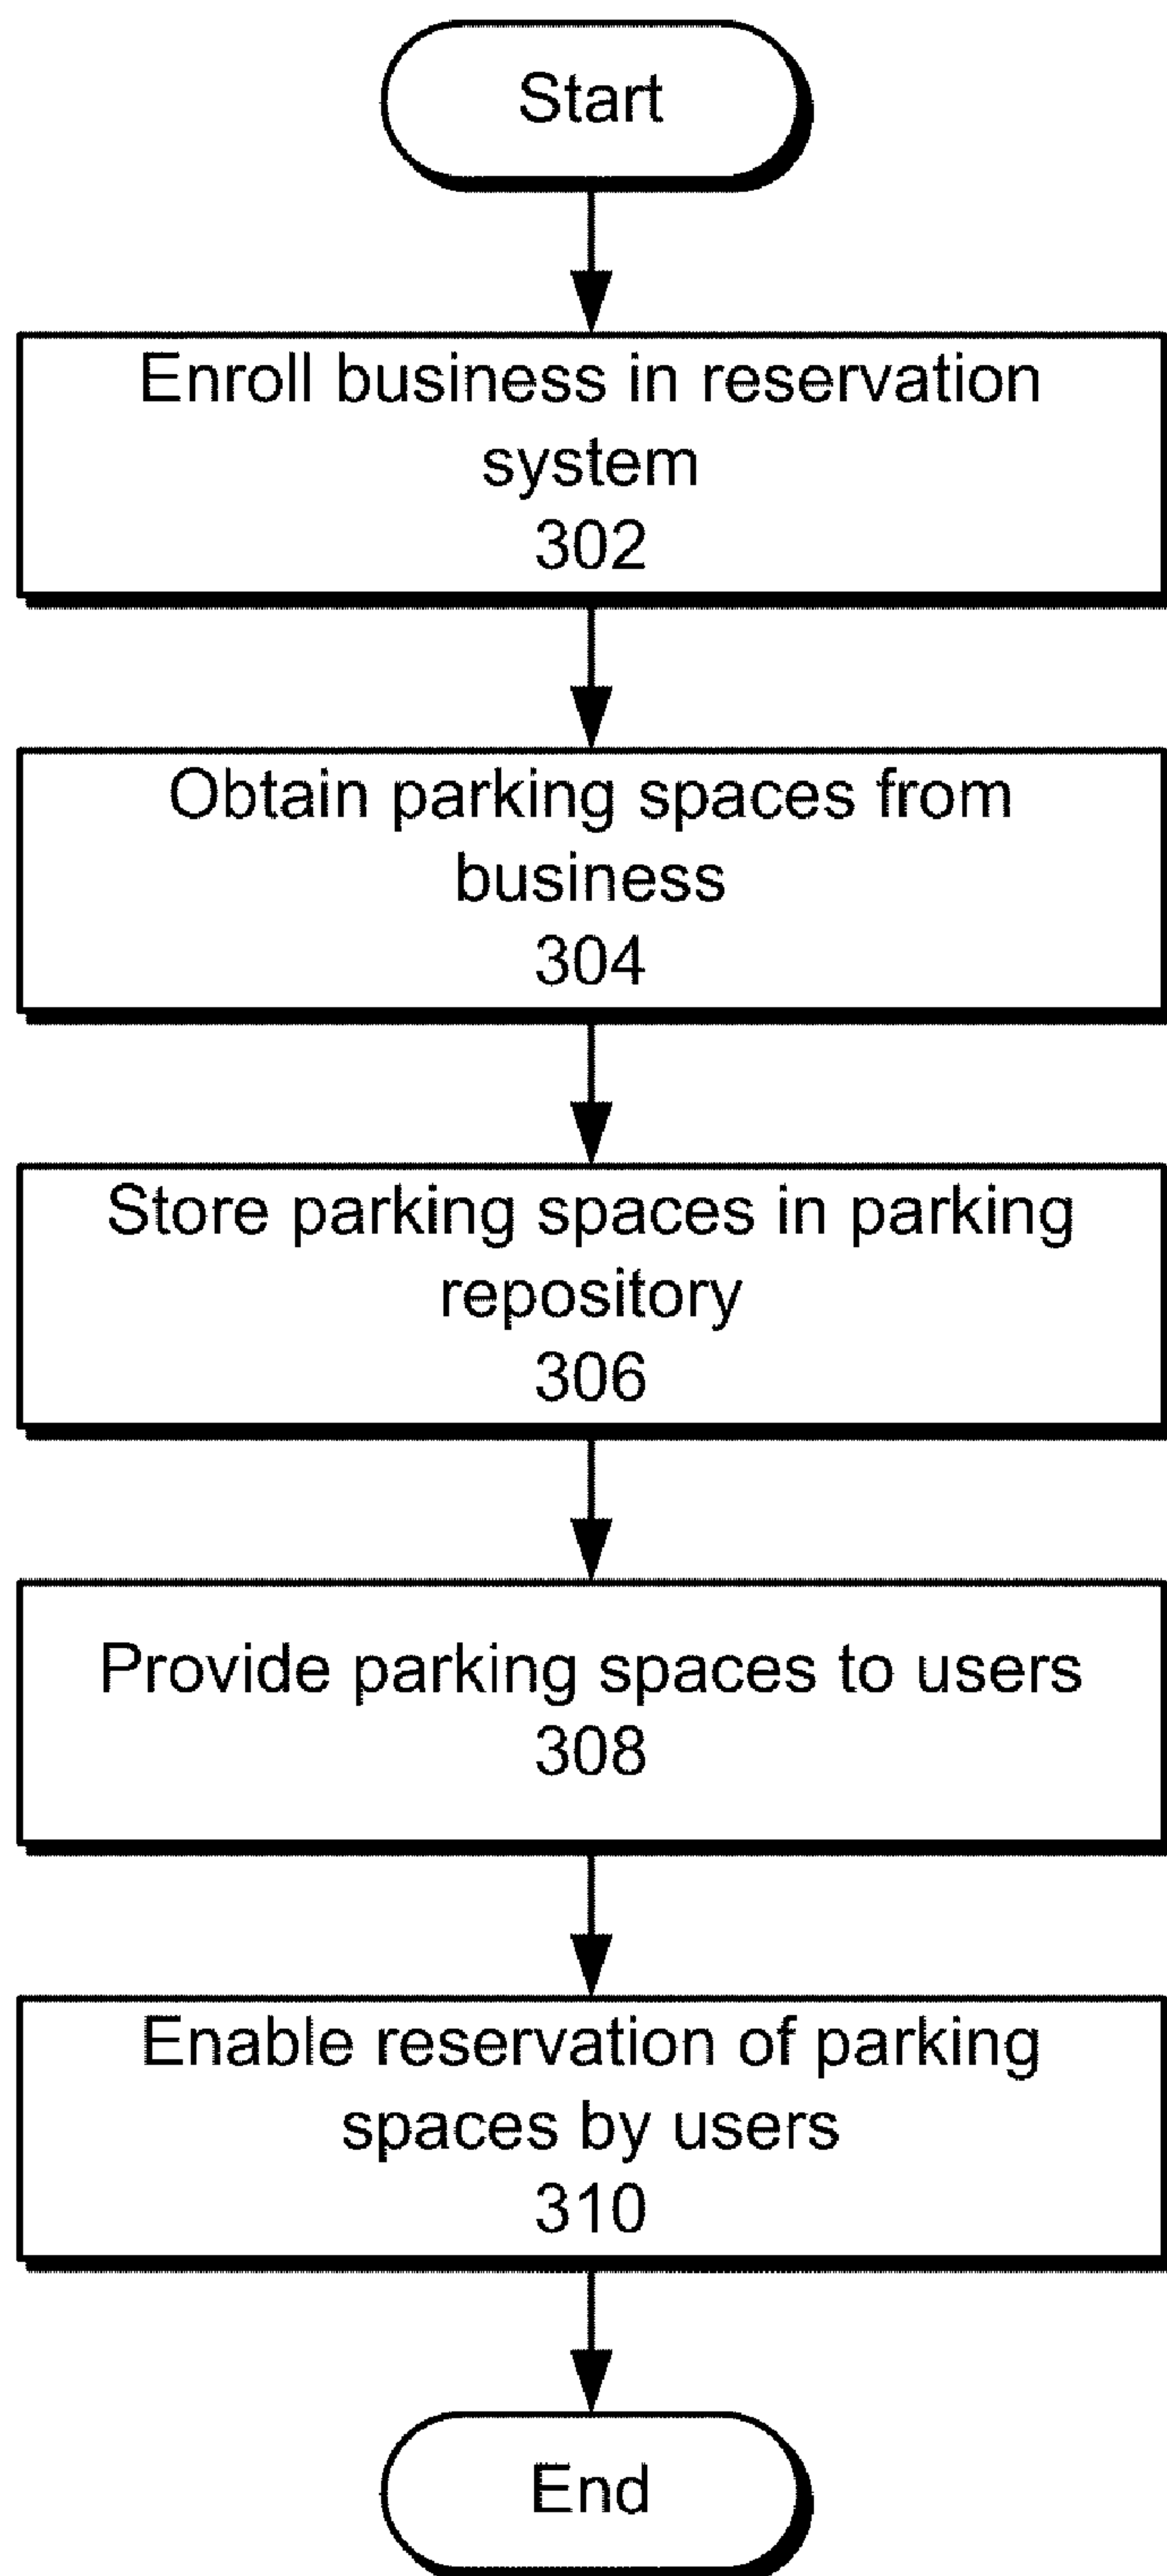 Start
Enroll business in reservation
system
302
Obtain parking spaces from
business
304
Store parking spaces in parking
repository
306
Provide parking spaces to users
308
Enable reservation of parking
spaces by users
310
End